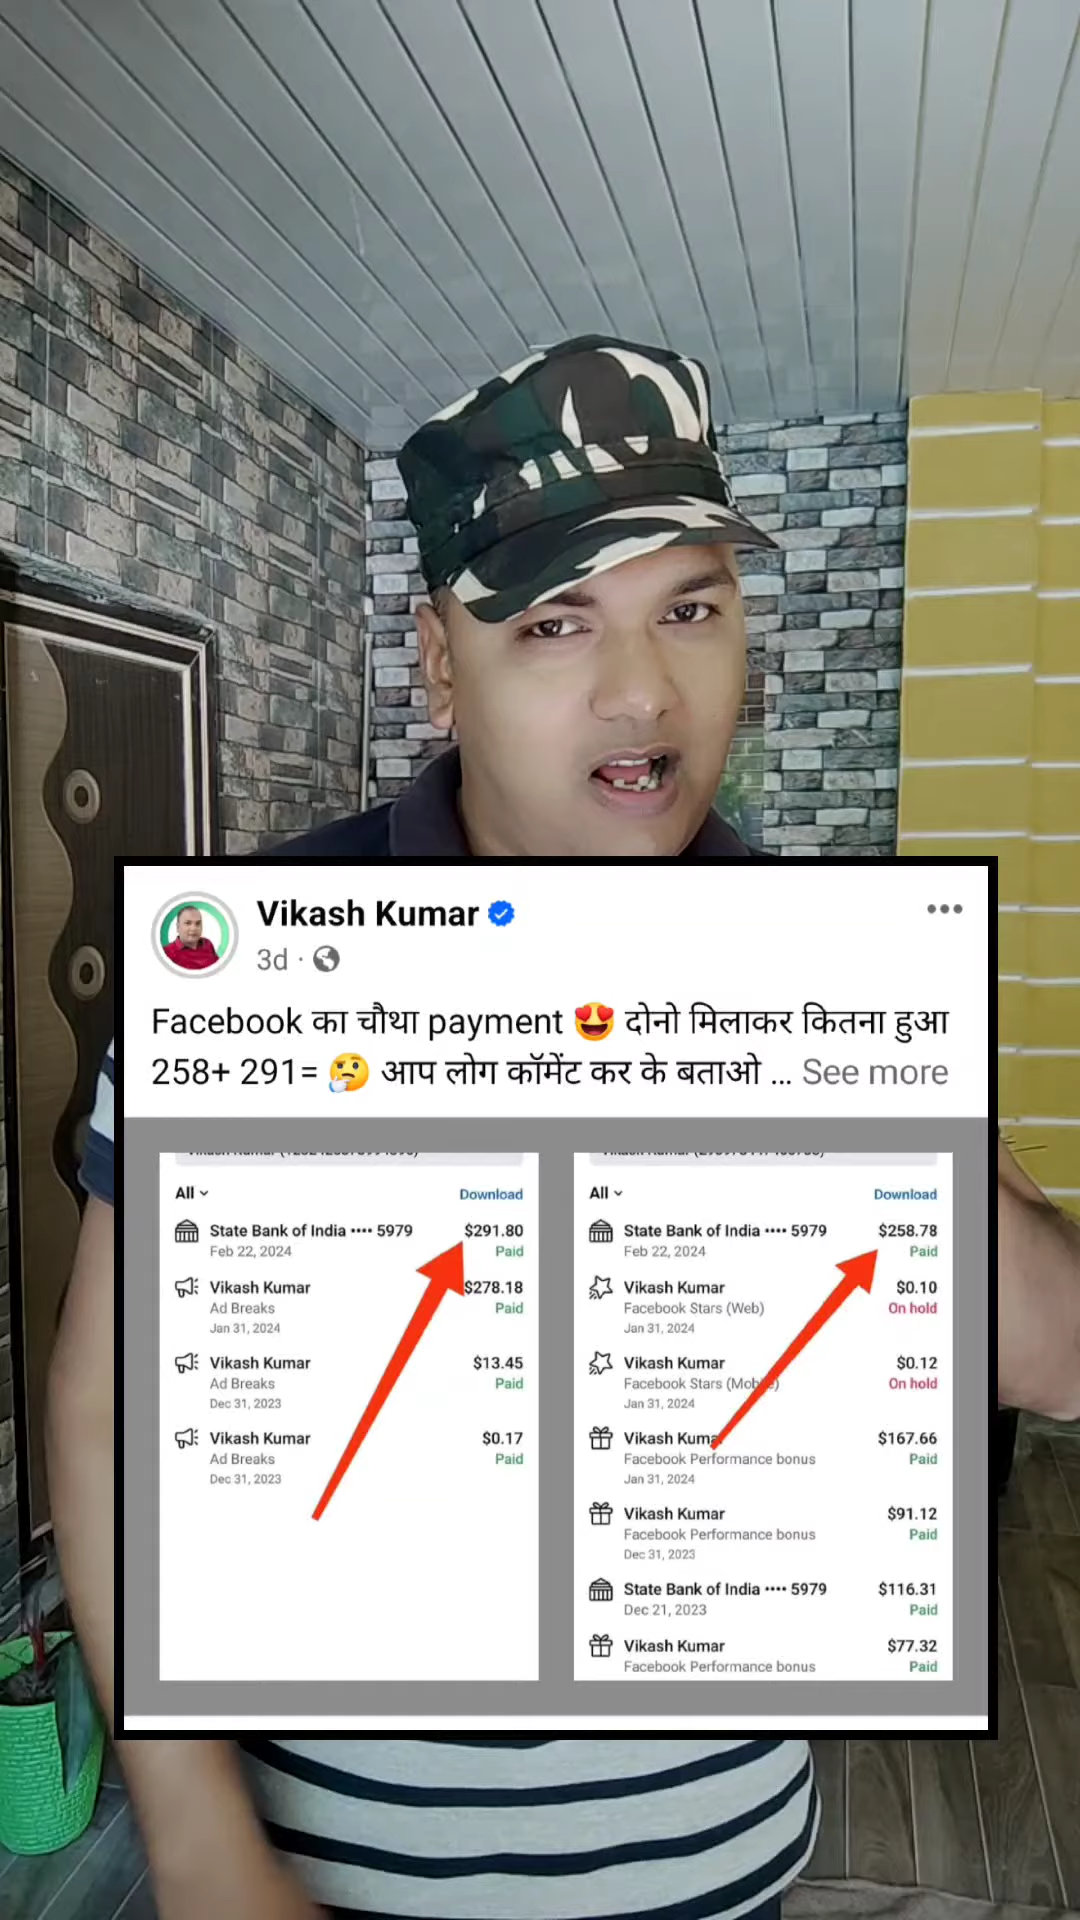 Vikash Kumar
3d ·
Facebook का चौथा payment 😍 दोनो मिलाकर कितना हुआ
258+ 291= 🤔 आप लोग कॉमेंट कर के बताओ ... See more
All
Download
State Bank of India •••• 5979
$291.80
Feb 22, 2024
Paid
Vikash Kumar
$278.18
Ad Breaks
Paid
Jan 31, 2024
Vikash Kumar
$13.45
Ad Breaks
Paid
Dec 31, 2023
Vikash Kumar
$0.17
Ad Breaks
Paid
Dec 31, 2023
All
Download
State Bank of India •••• 5979
$258.78
Feb 22, 2024
Paid
Vikash Kumar
$0.10
Facebook Stars (Web)
On hold
Jan 31, 2024
Vikash Kumar
$0.12
Facebook Stars (Mobile)
On hold
Jan 31, 2024
Vikash Kumar
$167.66
Facebook Performance bonus
Paid
Jan 31, 2024
Vikash Kumar
$91.12
Facebook Performance bonus
Paid
Dec 31, 2023
State Bank of India •••• 5979
$116.31
Dec 21, 2023
Paid
Vikash Kumar
$77.32
Facebook Performance bonus
Paid